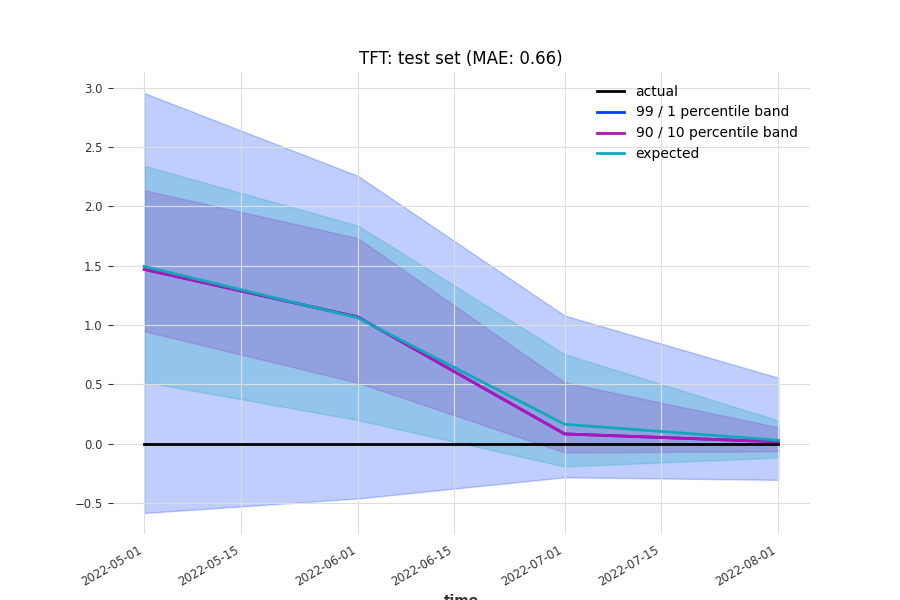 TFT: test set (MAE: 0.66)
actual
99 / 1 percentile band
90 / 10 percentile band
expected
3.0
2.5
2.0
1.5
1.0
0.5
0.0
−0.5
2022-05-01
2022-05-15
2022-06-01
2022-06-15
2022-07-01
2022-07-15
2022-08-01
time